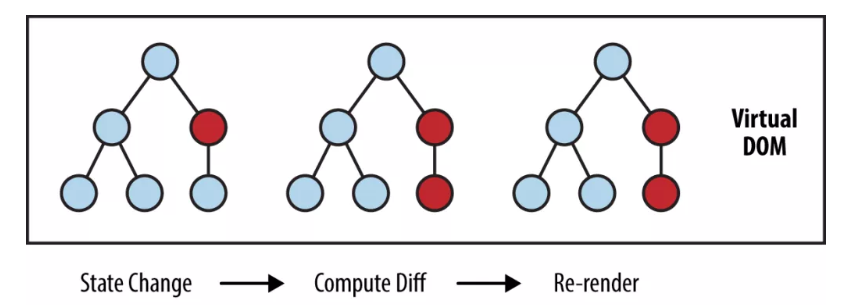 Virtual
DOM
State Change
Compute Diff
Re-render